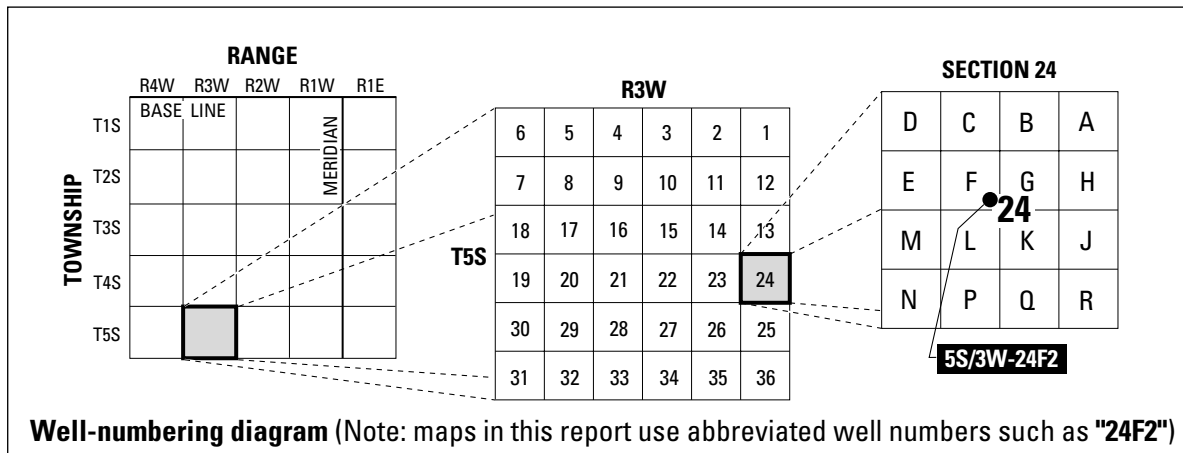 RANGE
R4W R3W R2W R1W R1E
BASE LINE
MERIDIAN
TOWNSHIP
T1S
T2S
T3S
T4S
T5S
R3W
T5S
6 5 4 3 2 1
7 8 9 10 11 12
18 17 16 15 14 13
19 20 21 22 23 24
30 29 28 27 26 25
31 32 33 34 35 36
SECTION 24
D C B A
E F G H
24
M L K J
N P Q R
5S/3W-24F2
Well-numbering diagram (Note: maps in this report use abbreviated well numbers such as "24F2")